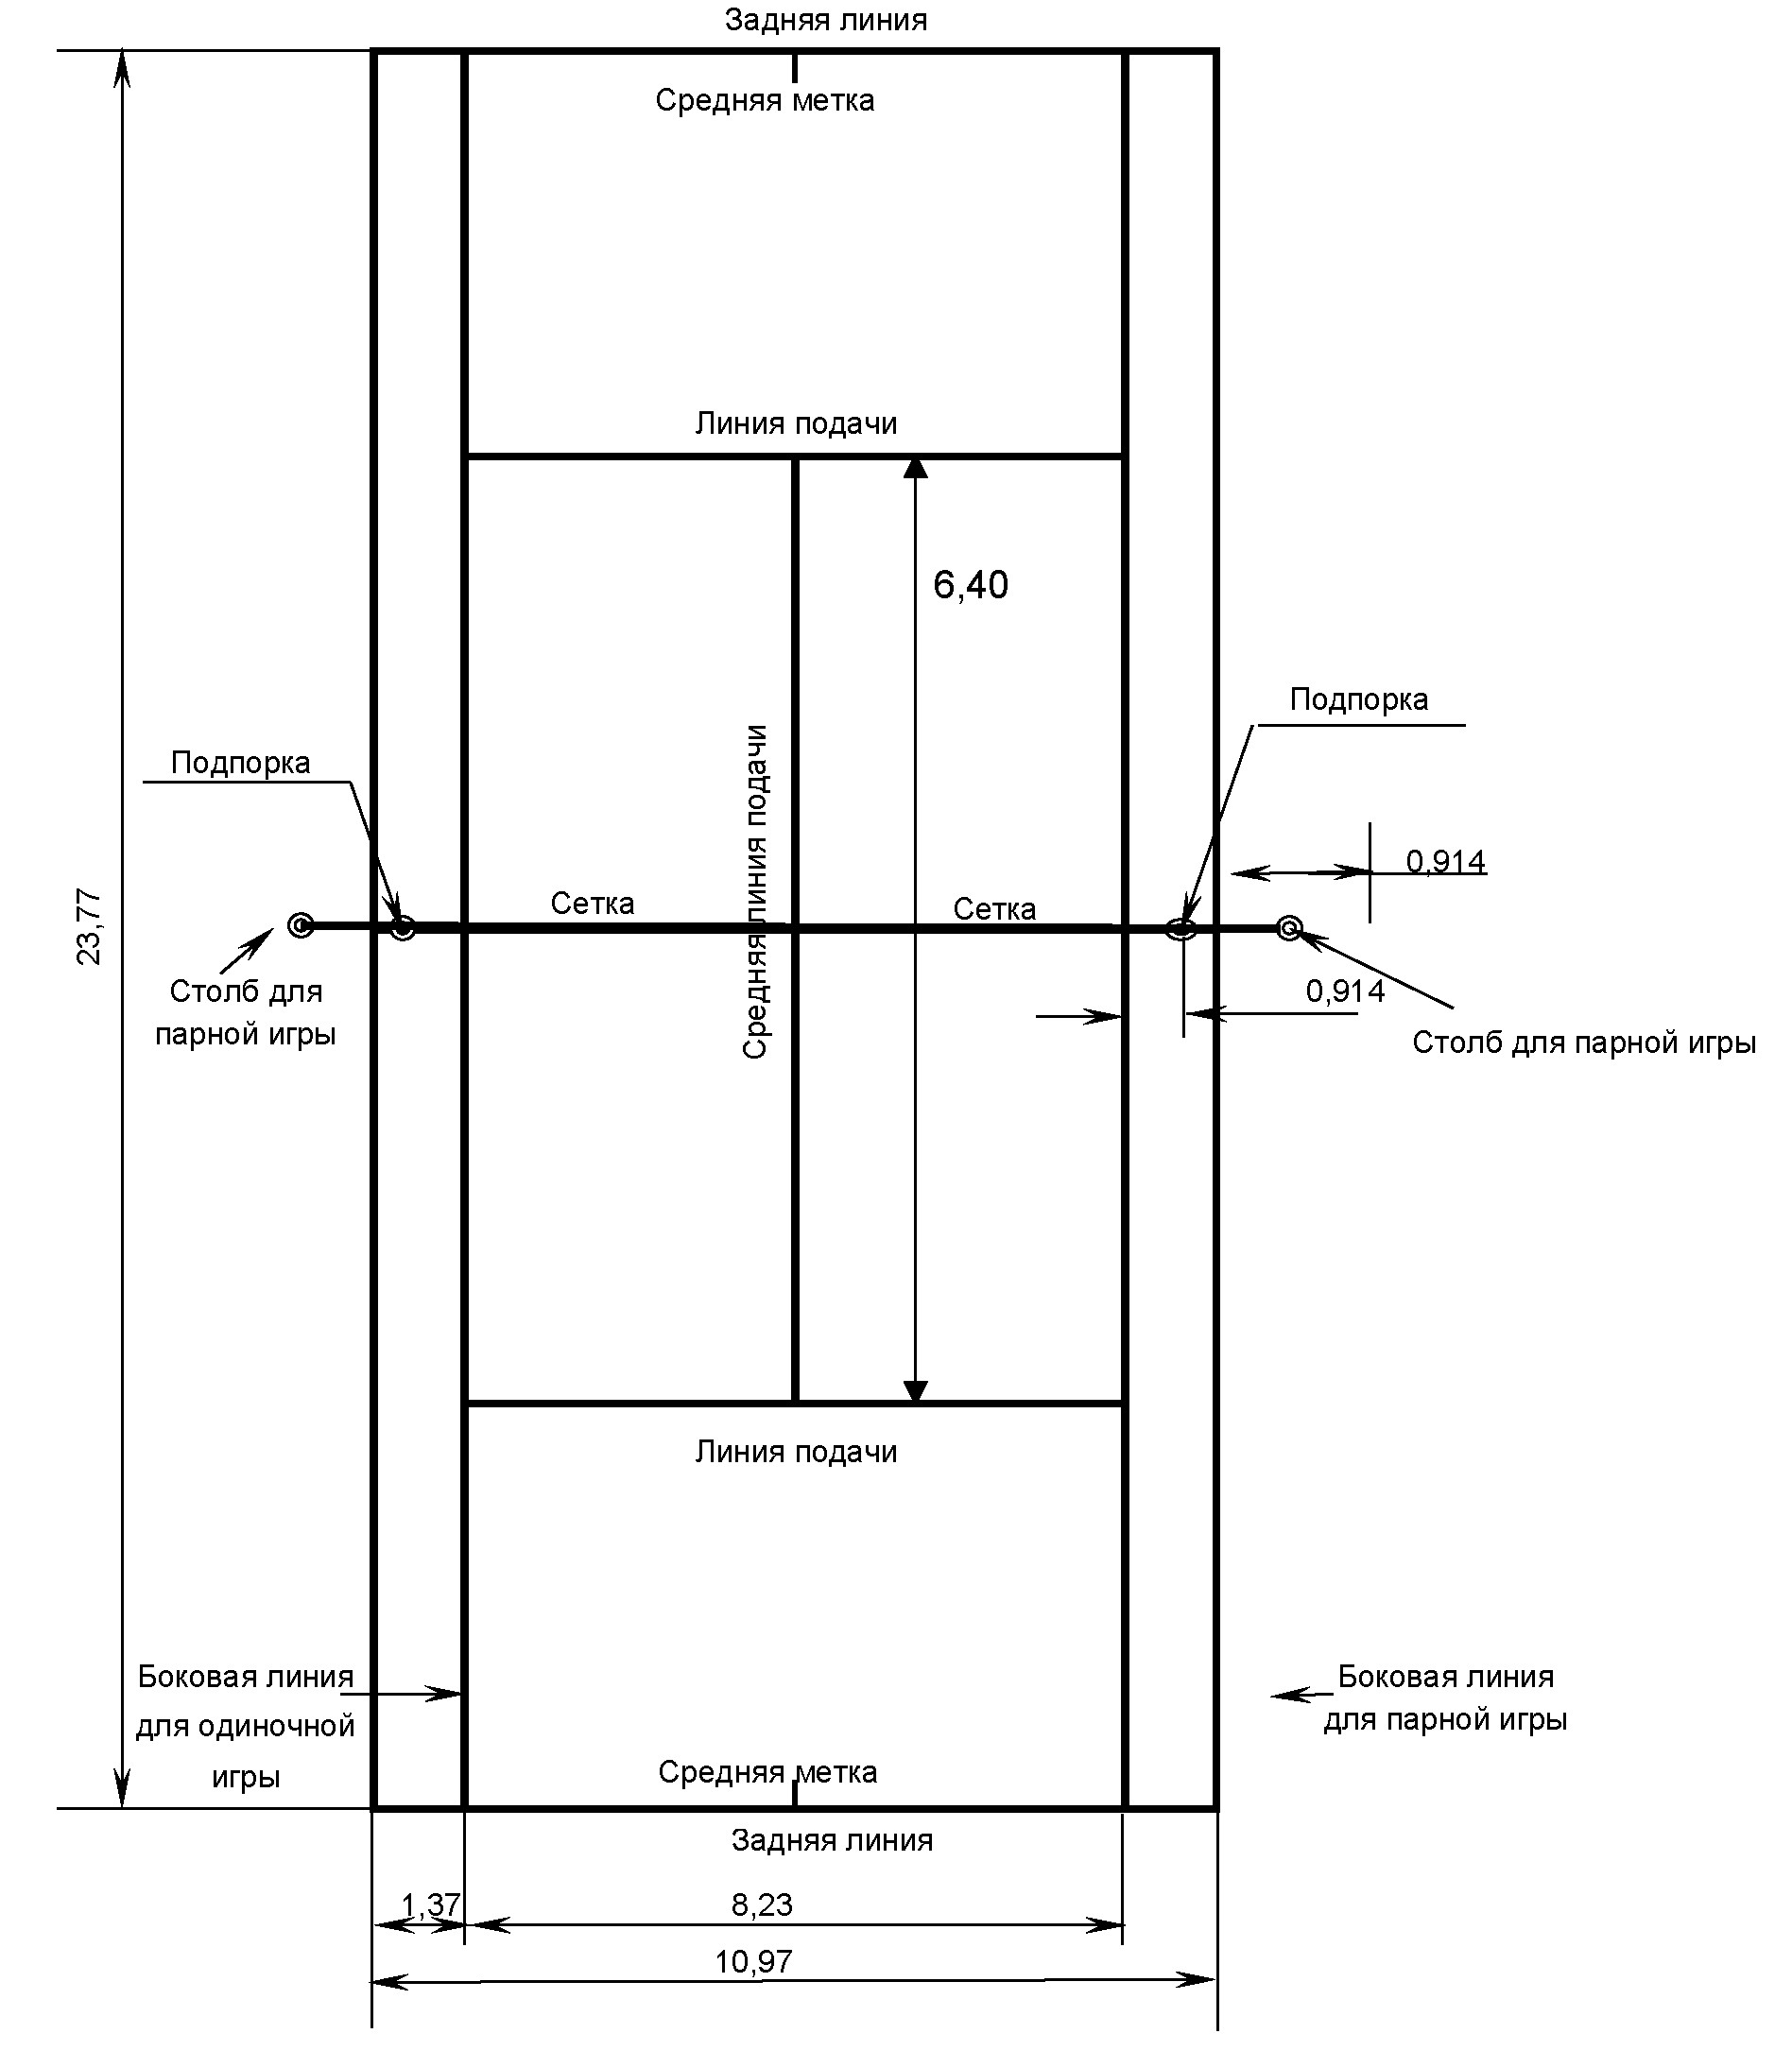 Задняя линия
Средняя метка
Линия подачи
6,40
Подпорка
Подпорка
Средняя линия подачи
0,914
23,77
Сетка
Сетка
0,914
Столб для
парной игры
Столб для парной игры
Линия подачи
Боковая линия
для одиночной
игры
Боковая линия
для парной игры
Средняя метка
Задняя линия
1,37
8,23
10,97